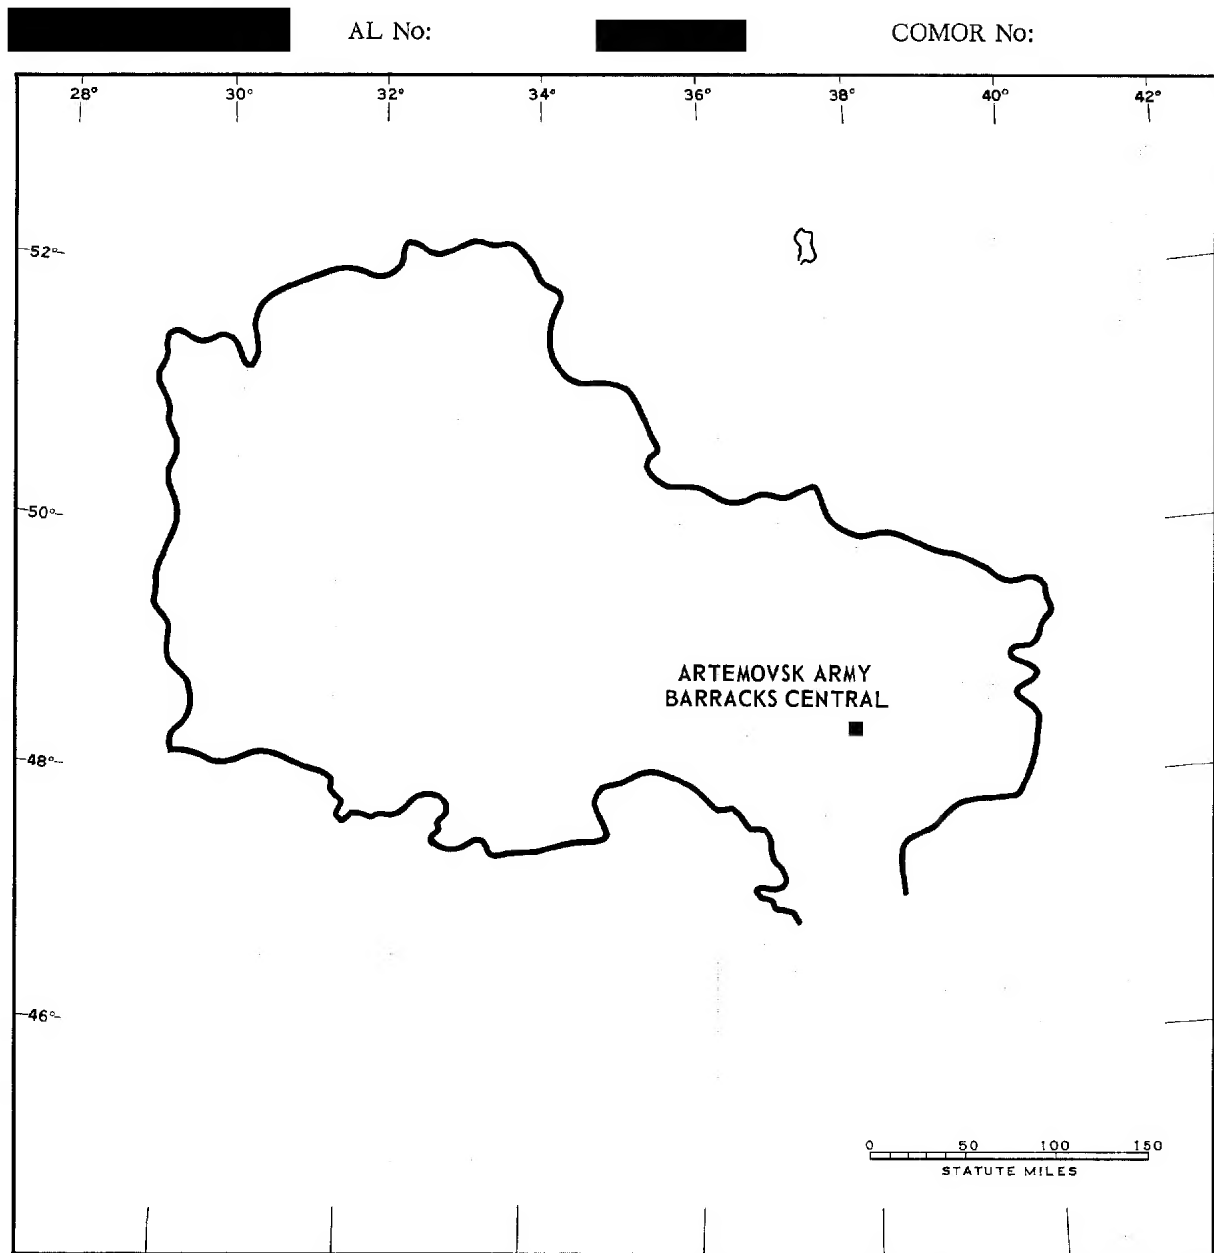 AL No:
COMOR No:
28° 30° 32° 34° 36° 38° 40° 42°
52°
50°
ARTEMOVSK ARMY
BARRACKS CENTRAL
48°
46°
0 50 100 150
STATUTE MILES